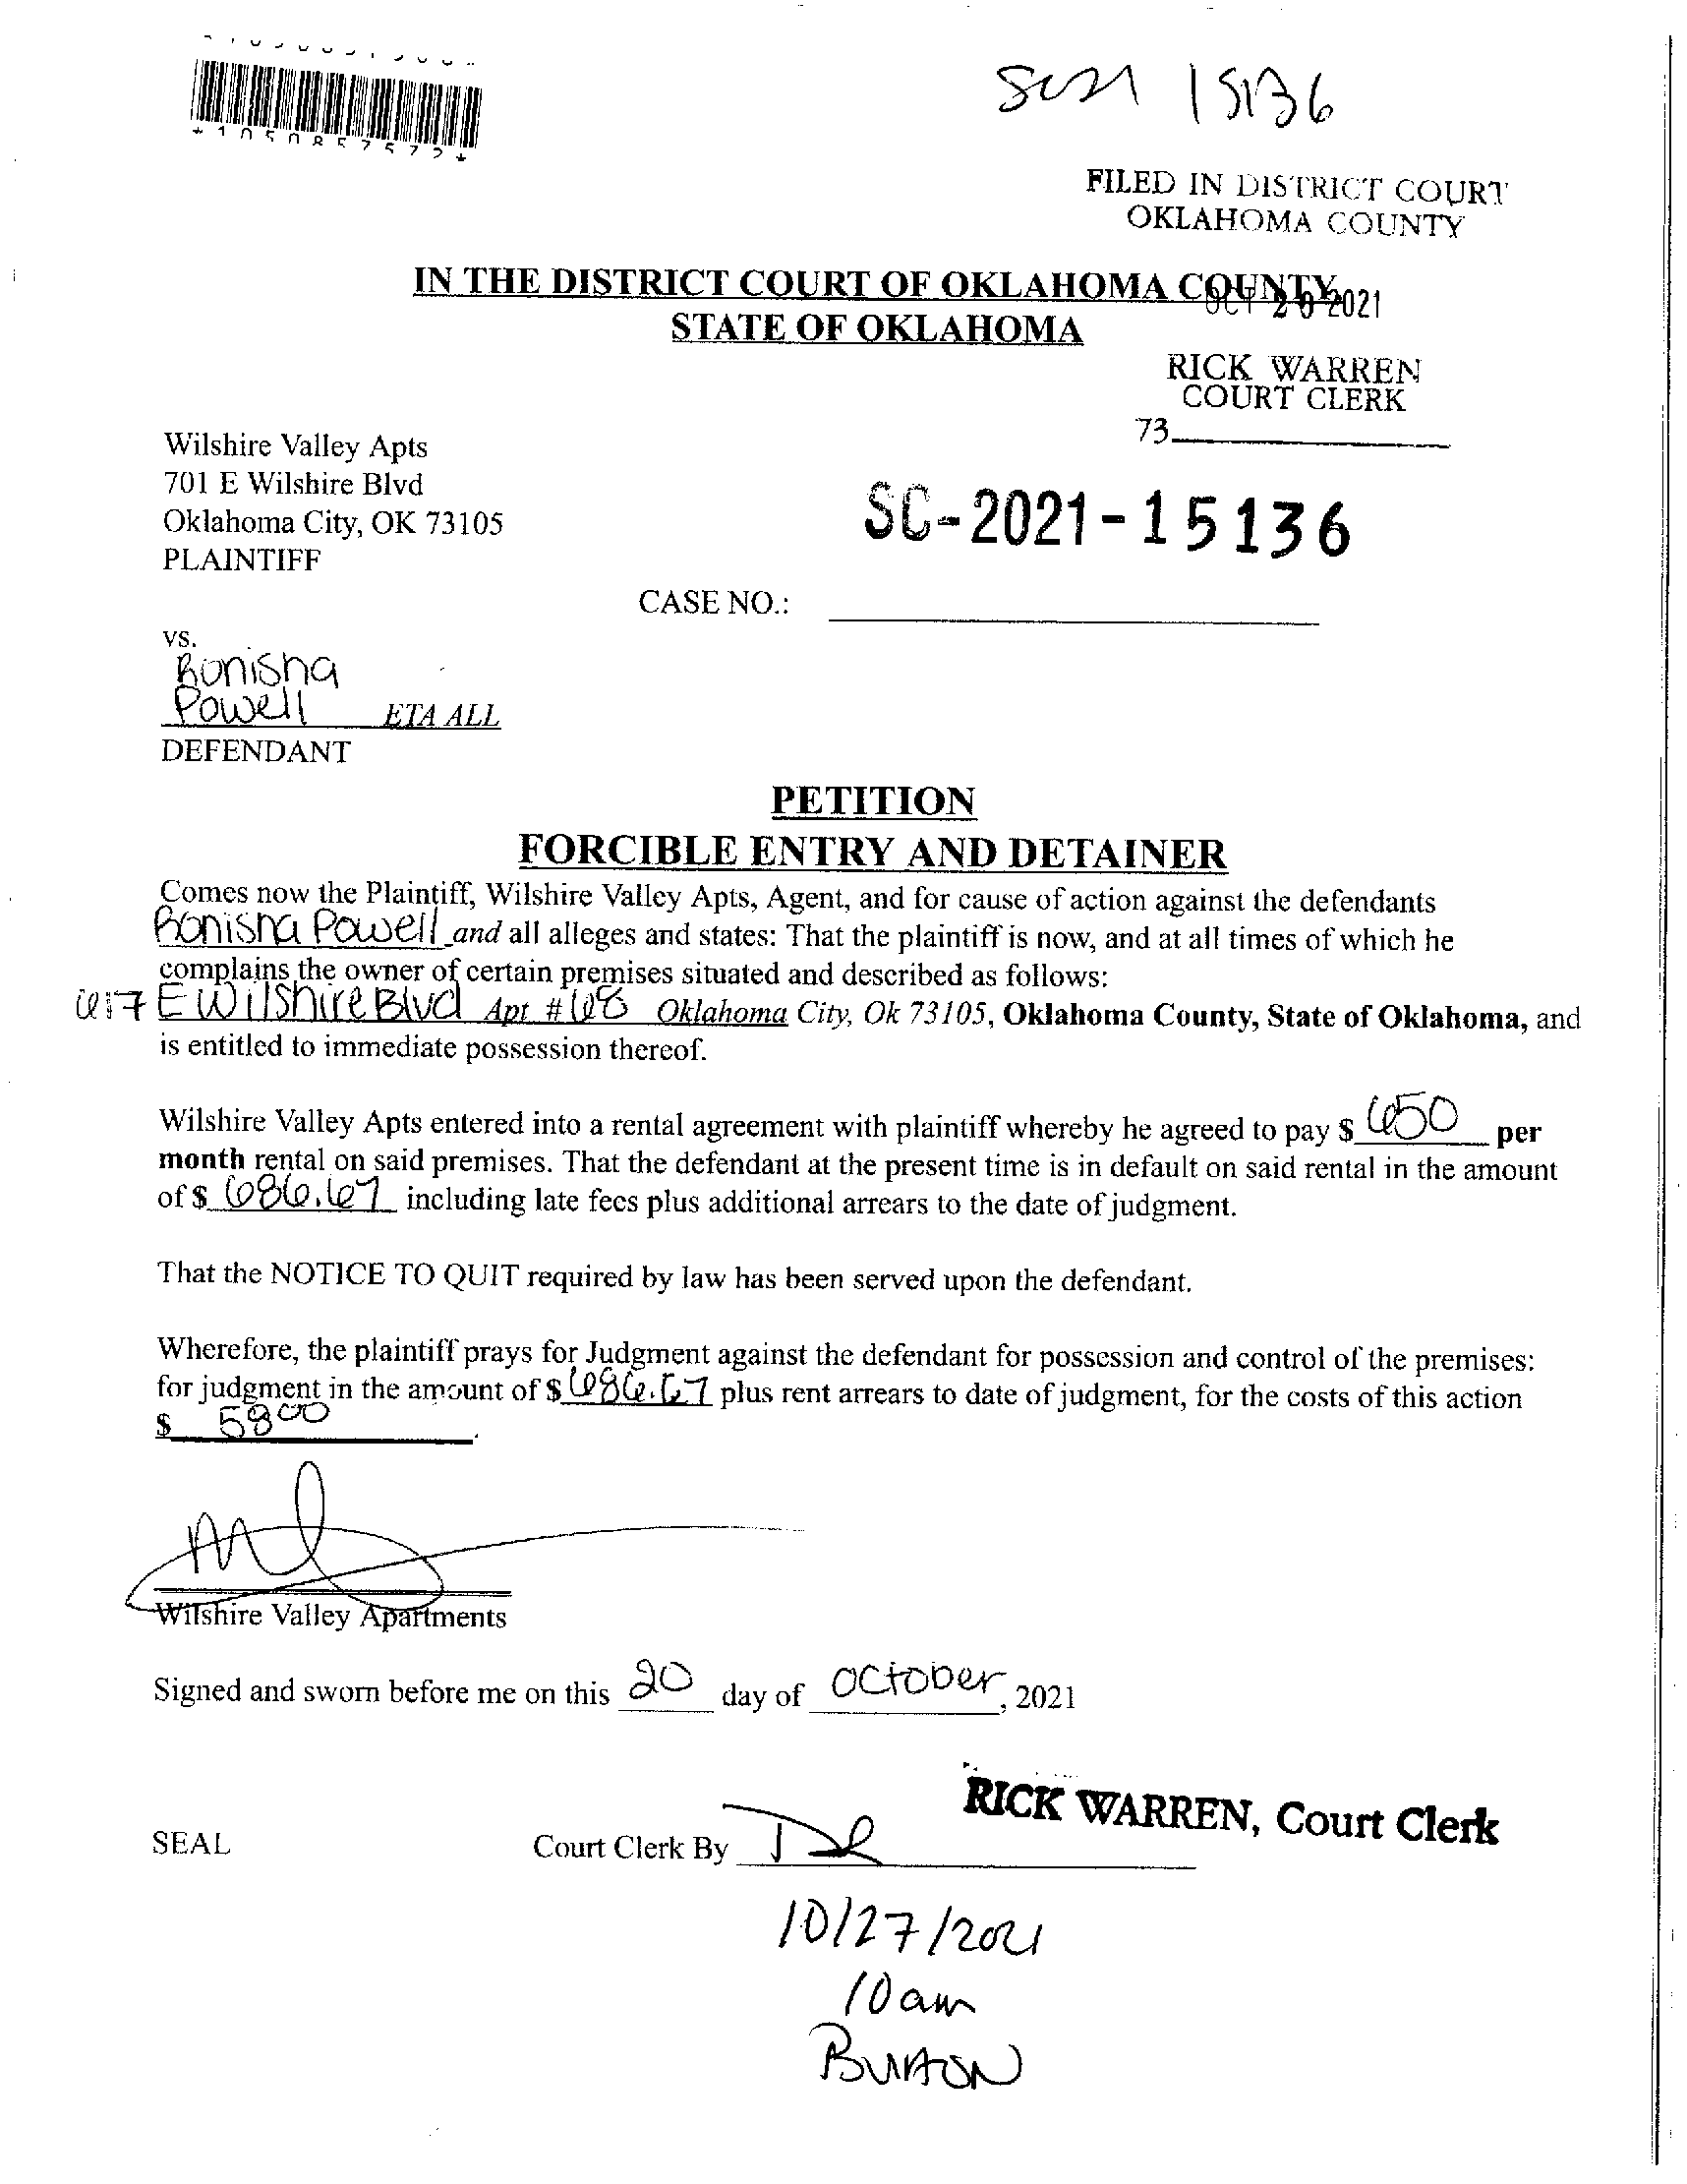 *1050857572*
SC21 15136
FILED IN DISTRICT COURT
OKLAHOMA COUNTY
IN THE DISTRICT COURT OF OKLAHOMA COUNTY
OCT 20 2021
STATE OF OKLAHOMA
RICK WARREN
COURT CLERK
73
Wilshire Valley Apts
701 E Wilshire Blvd
Oklahoma City, OK 73105
PLAINTIFF
SC-2021-15136
CASE NO.:
vs.
Ronisha
Powell ETA ALL
DEFENDANT
PETITION
FORCIBLE ENTRY AND DETAINER
Comes now the Plaintiff, Wilshire Valley Apts, Agent, and for cause of action against the defendants
Ronisha Powell and all alleges and states: That the plaintiff is now, and at all times of which he
complains the owner of certain premises situated and described as follows:
617 E Wilshire Blvd Apt # 168 Oklahoma City, Ok 73105, Oklahoma County, State of Oklahoma, and
is entitled to immediate possession thereof.
Wilshire Valley Apts entered into a rental agreement with plaintiff whereby he agreed to pay $ 650 per
month rental on said premises. That the defendant at the present time is in default on said rental in the amount
of $ 686.67 including late fees plus additional arrears to the date of judgment.
That the NOTICE TO QUIT required by law has been served upon the defendant.
Wherefore, the plaintiff prays for Judgment against the defendant for possession and control of the premises:
for judgment in the amount of $ 686.67 plus rent arrears to date of judgment, for the costs of this action
$ 5800
Wilshire Valley Apartments
Signed and sworn before me on this 20 day of October, 2021
RICK WARREN, Court Clerk
SEAL Court Clerk By
10/27/2021
10am